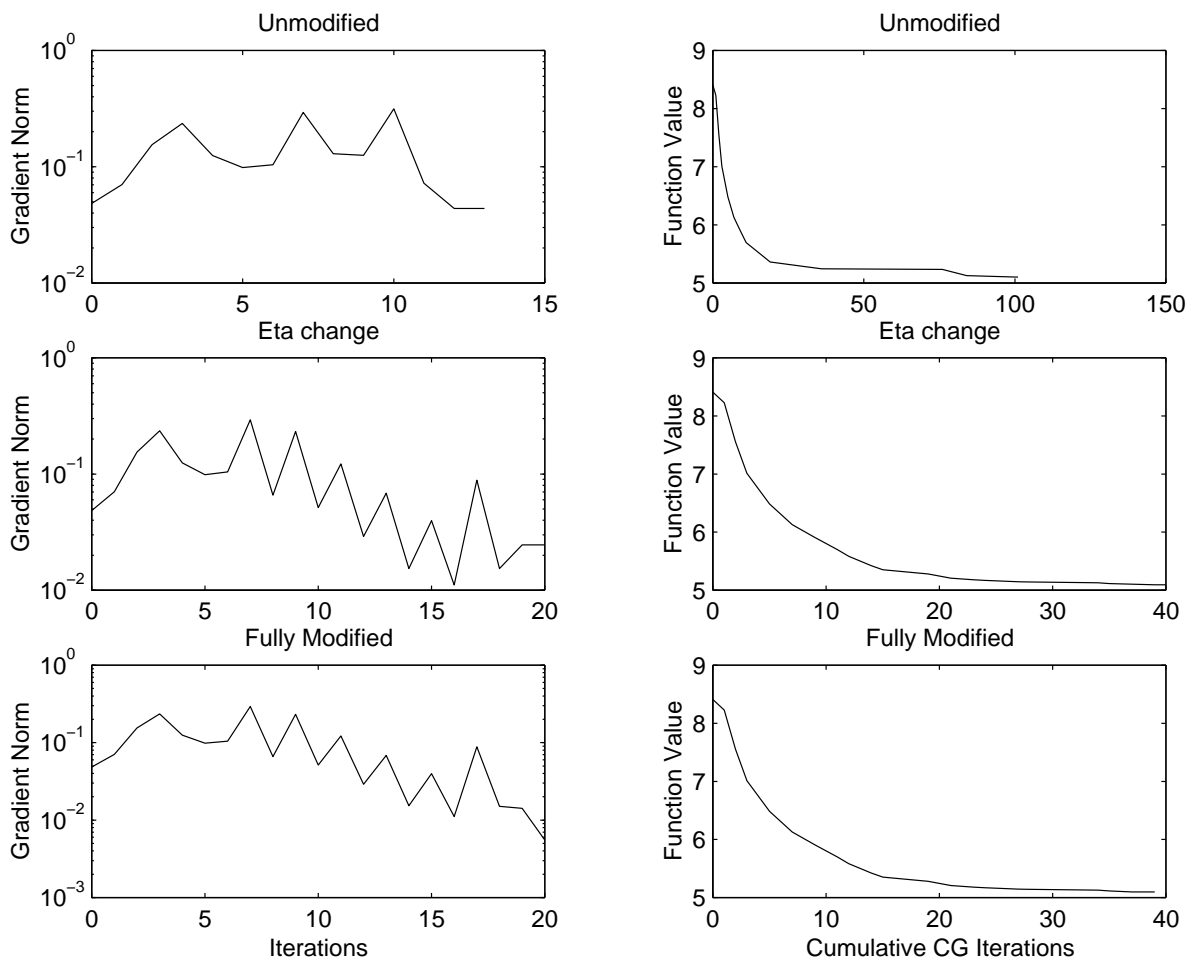 Unmodified
10^0
10^−1
10^−2
Gradient Norm
0 5 10 15
Unmodified
9
8
7
6
5
Function Value
0 50 100 150
Eta change
10^0
10^−1
10^−2
Gradient Norm
0 5 10 15 20
Eta change
9
8
7
6
5
Function Value
0 10 20 30 40
Fully Modified
10^0
10^−1
10^−2
10^−3
Gradient Norm
0 5 10 15 20
Iterations
Fully Modified
9
8
7
6
5
Function Value
0 10 20 30 40
Cumulative CG Iterations